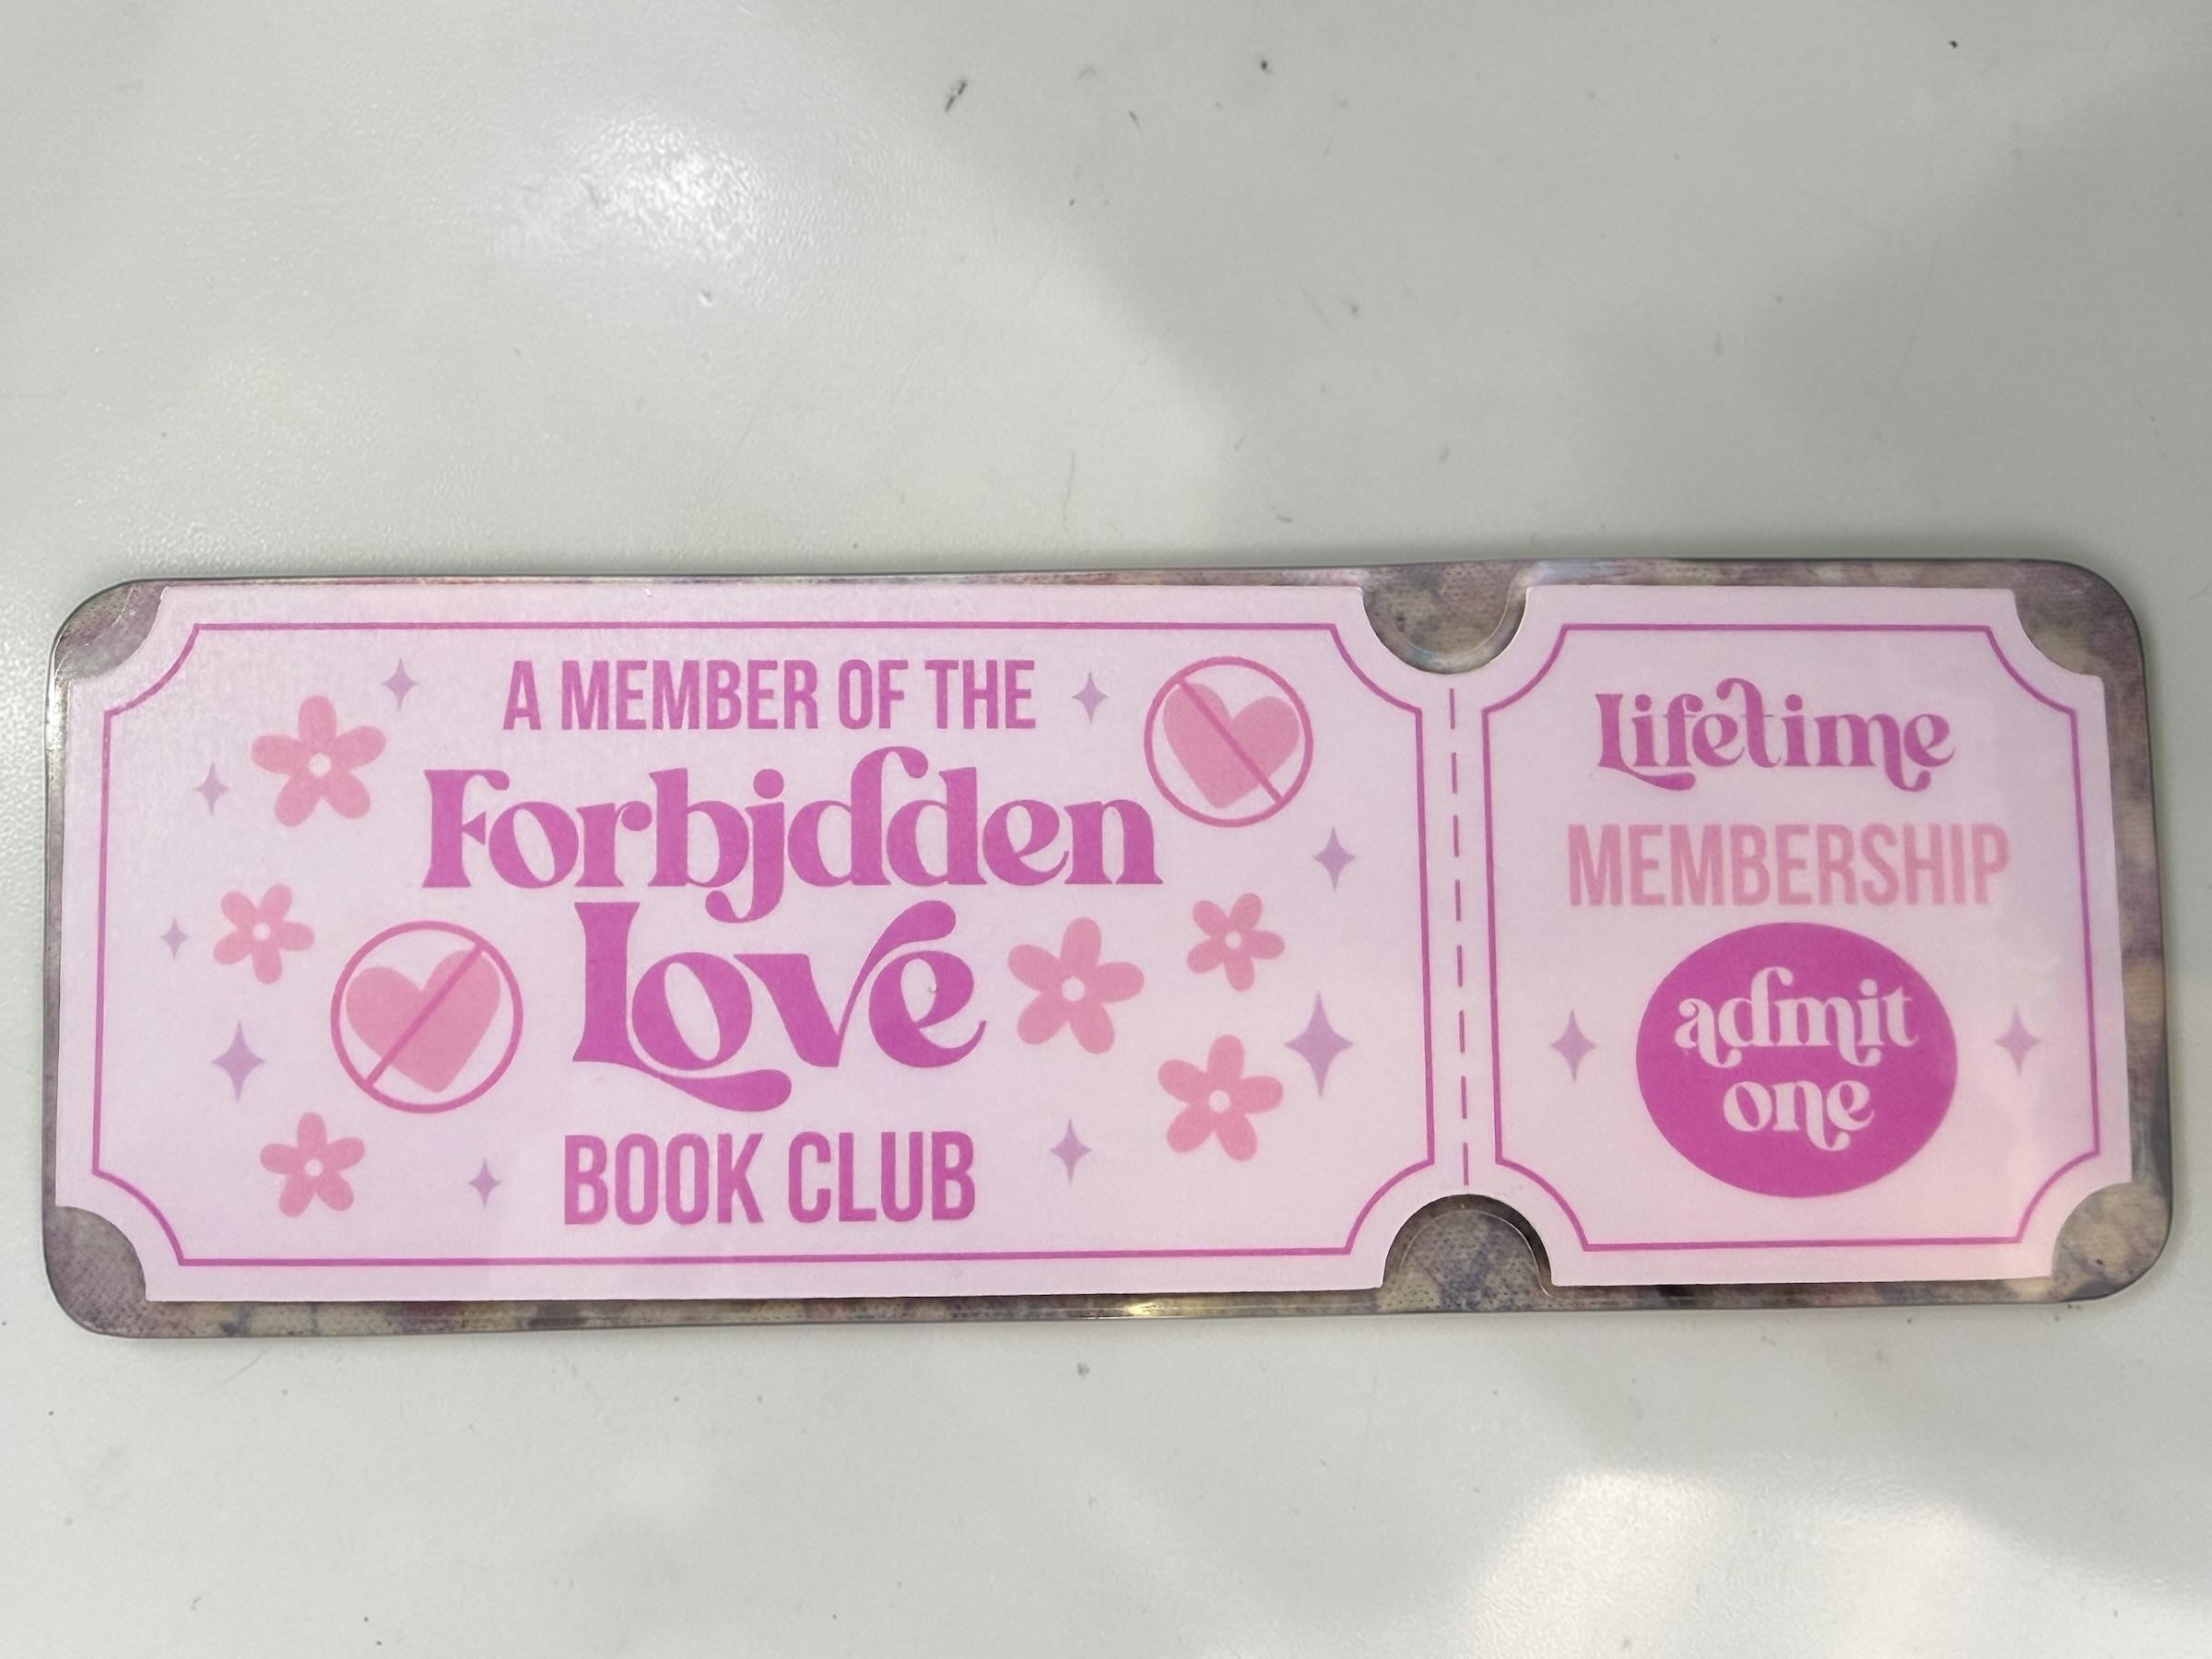 A MEMBER OF THE
Forbidden
Love
BOOK CLUB
Lifetime
MEMBERSHIP
admit
one